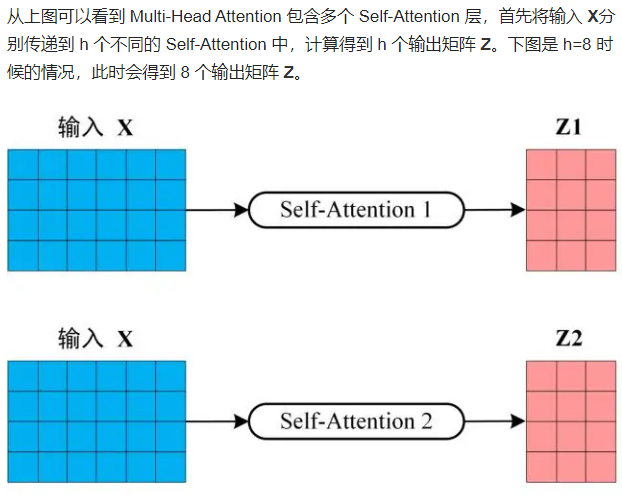 从上图可以看到 Multi-Head Attention 包含多个 Self-Attention 层，首先将输入 X分
别传递到 h 个不同的 Self-Attention 中，计算得到 h 个输出矩阵 Z。下图是 h=8 时
候的情况，此时会得到 8 个输出矩阵 Z。
输入 X
Z1
Self-Attention 1
输入 X
Z2
Self-Attention 2